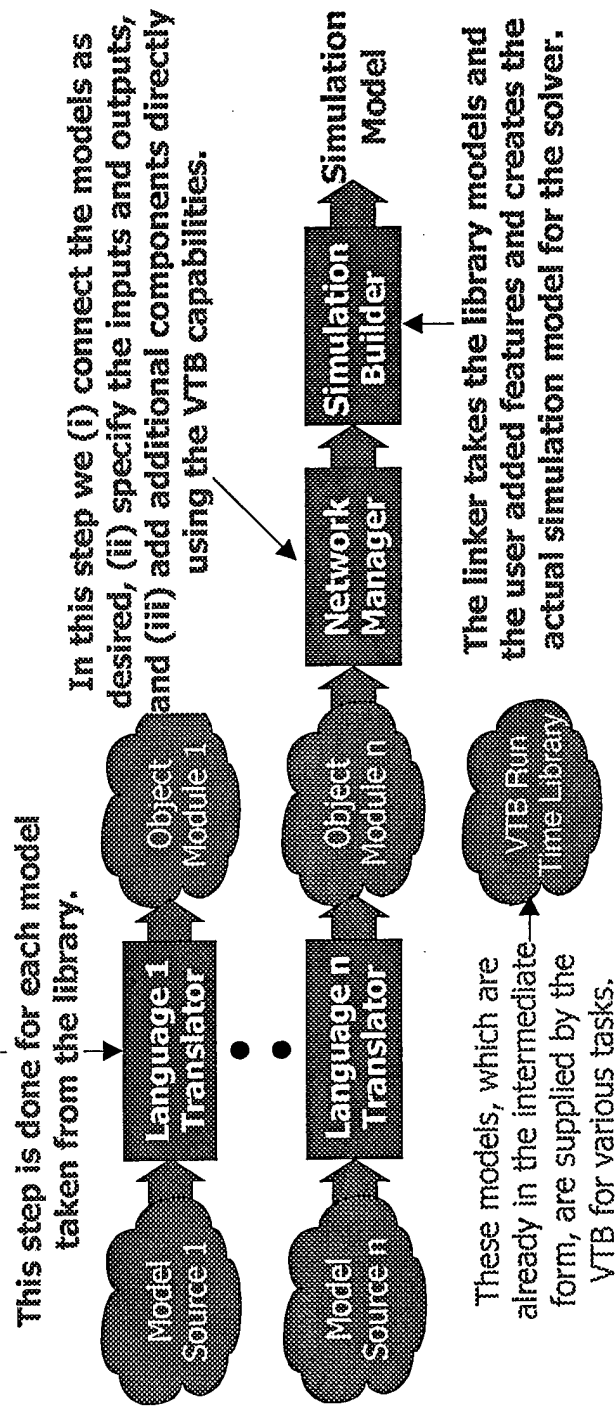 This step is done for each model
taken from the library.
In this step we (i) connect the models as
desired, (ii) specify the inputs and outputs,
and (iii) add additional components directly
using the VTB capabilities.
Model
Source 1
Language 1
Translator
Object
Module 1
Model
Source n
Language n
Translator
Object
Module n
Network
Manager
Simulation
Builder
Simulation
Model
These models, which are
already in the intermediate
form, are supplied by the
VTB for various tasks.
VTB Run
Time Library
The linker takes the library models and
the user added features and creates the
actual simulation model for the solver.